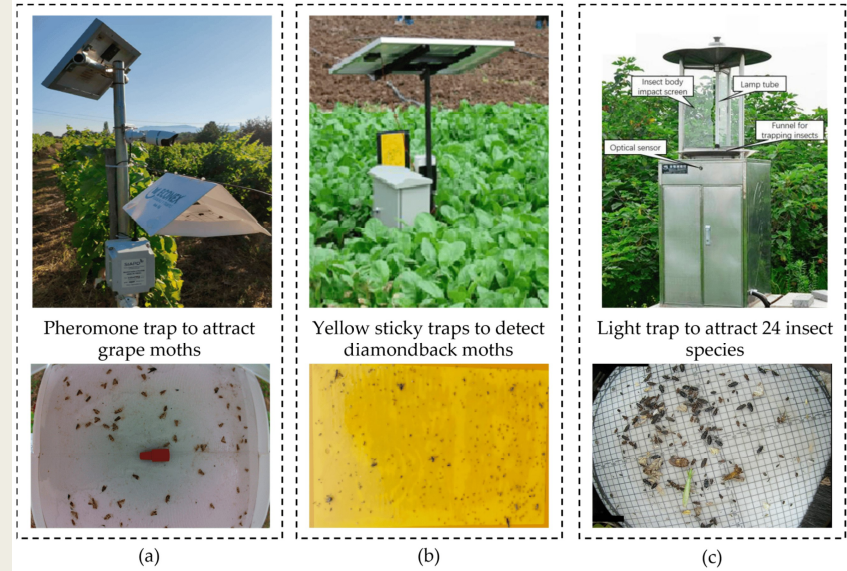 Insect body
impact screen
Lamp tube
Funnel for
trapping insects
Optical sensor
Pheromone trap to attract
grape moths
Yellow sticky traps to detect
diamondback moths
Light trap to attract 24 insect
species
(a)
(b)
(c)